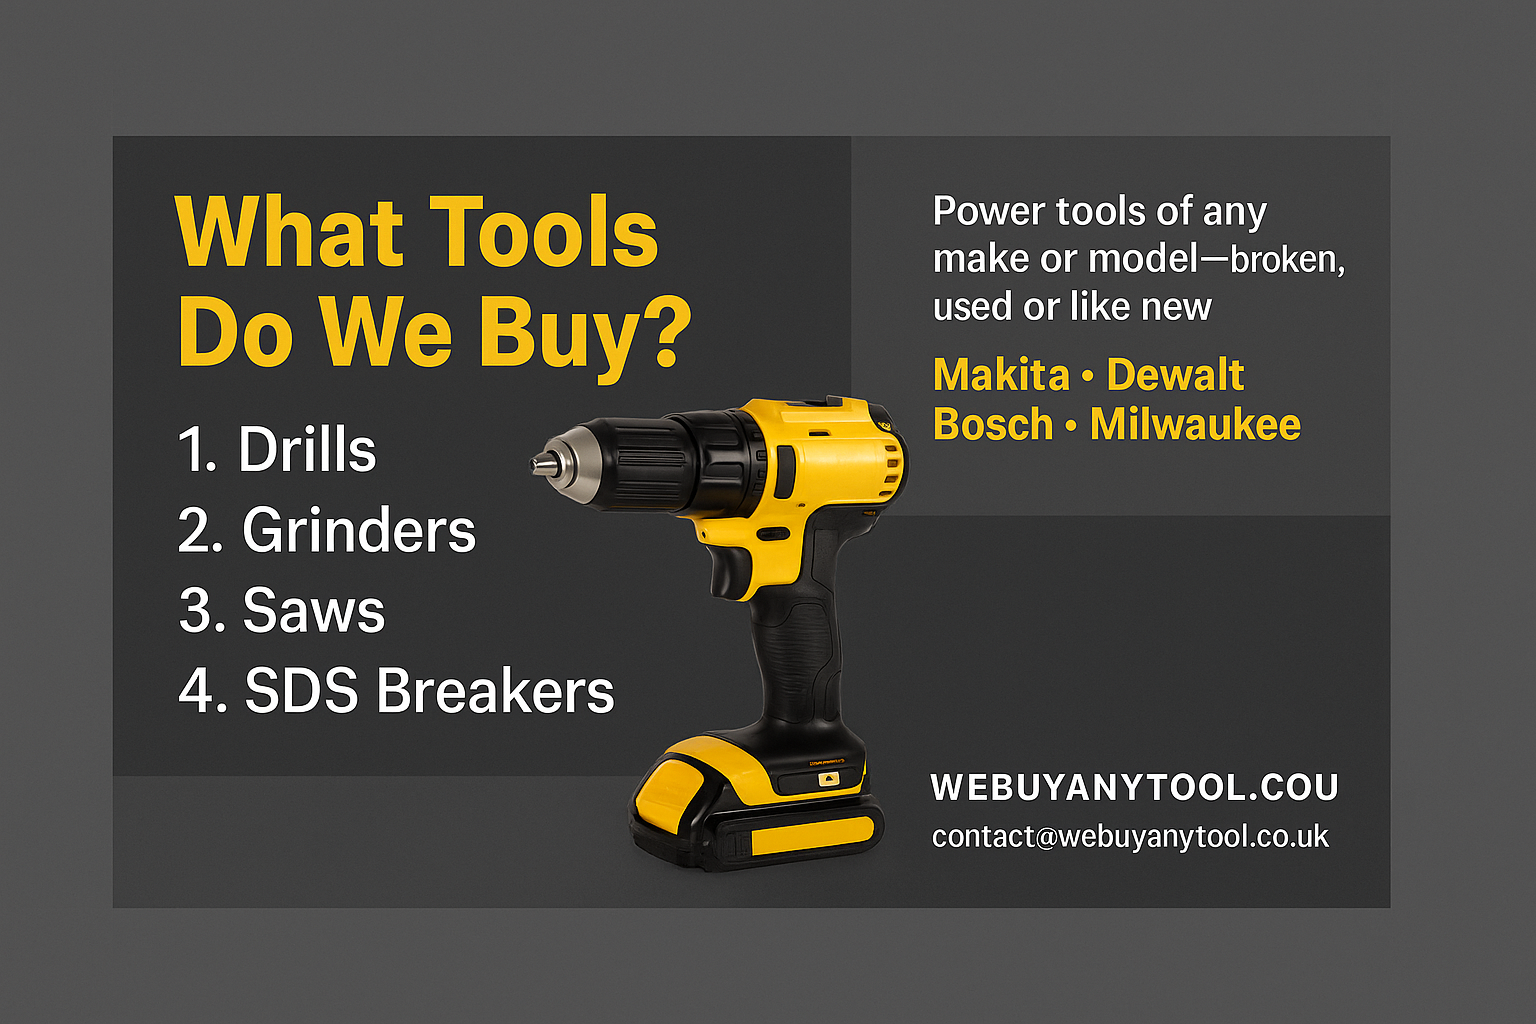 What Tools
Do We Buy?
1. Drills
2. Grinders
3. Saws
4. SDS Breakers
Power tools of any
make or model—broken,
used or like new
Makita • Dewalt
Bosch • Milwaukee
WEBUYANYTOOL.COU
contact@webuyanytool.co.uk